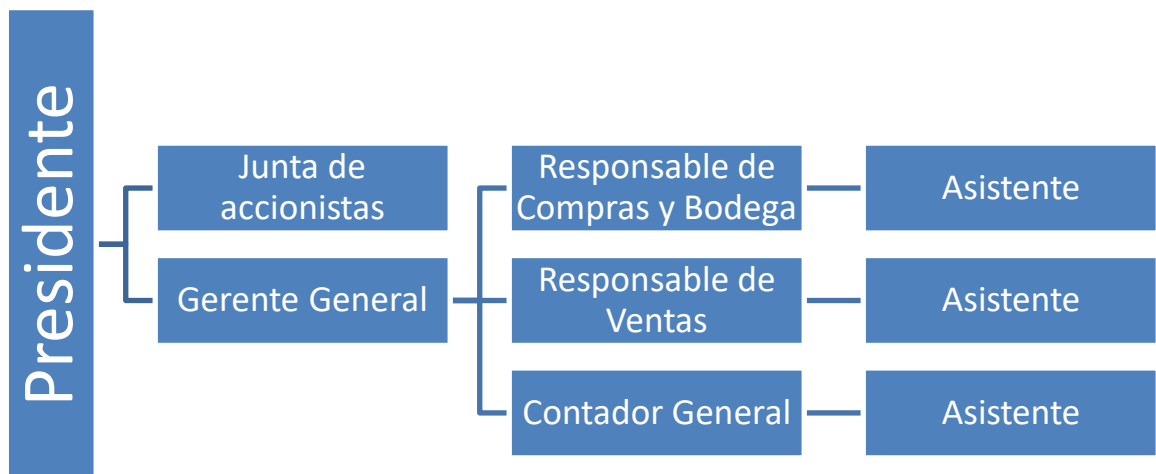 Presidente
Junta de
accionistas
Gerente General
Responsable de
Compras y Bodega
Asistente
Responsable de
Ventas
Asistente
Contador General
Asistente